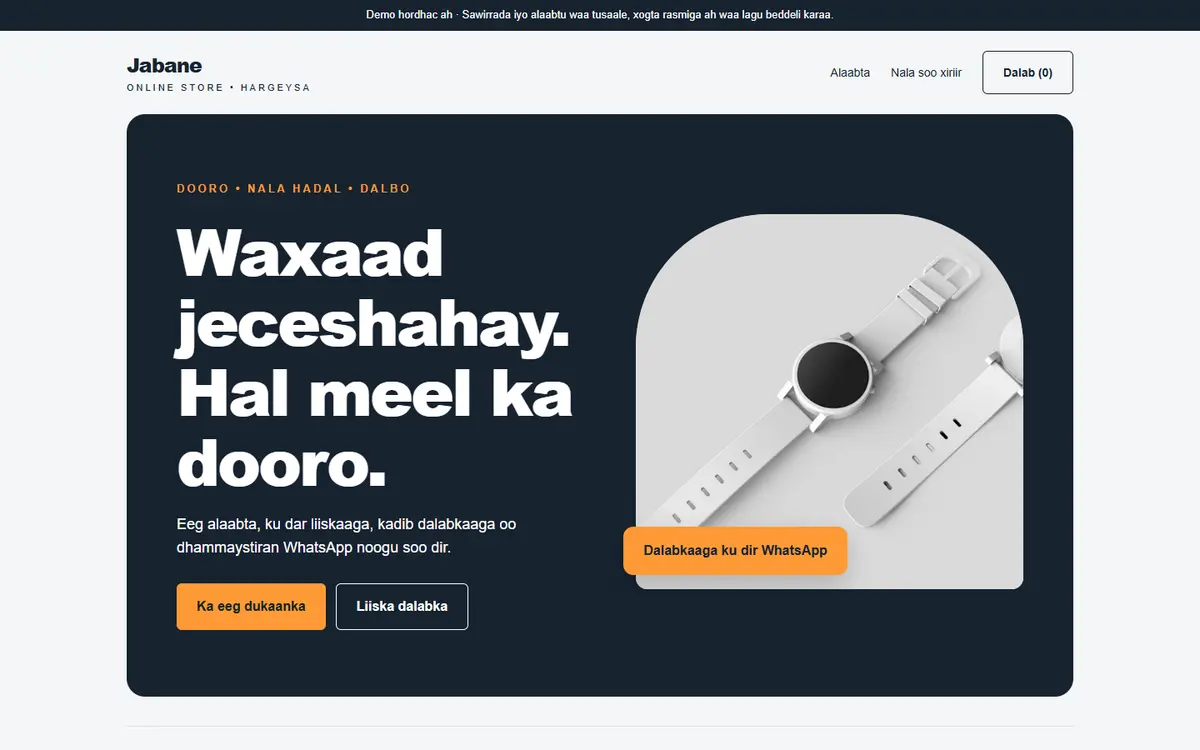 Demo hordhac ah · Sawirrada iyo alaabtu waa tusaale, xogta rasmiga ah waa lagu beddeli karaa.
Jabane
ONLINE STORE • HARGEYSA
Alaabta
Nala soo xiriir
Dalab (0)
DOORO • NALA HADAL • DALBO
Waxaad
jeceshahay.
Hal meel ka
dooro.
Eeg alaabta, ku dar liiskaaga, kadib dalabkaaga oo
dhammaystiran WhatsApp noogu soo dir.
Ka eeg dukaanka
Liiska dalabka
Dalabkaaga ku dir WhatsApp